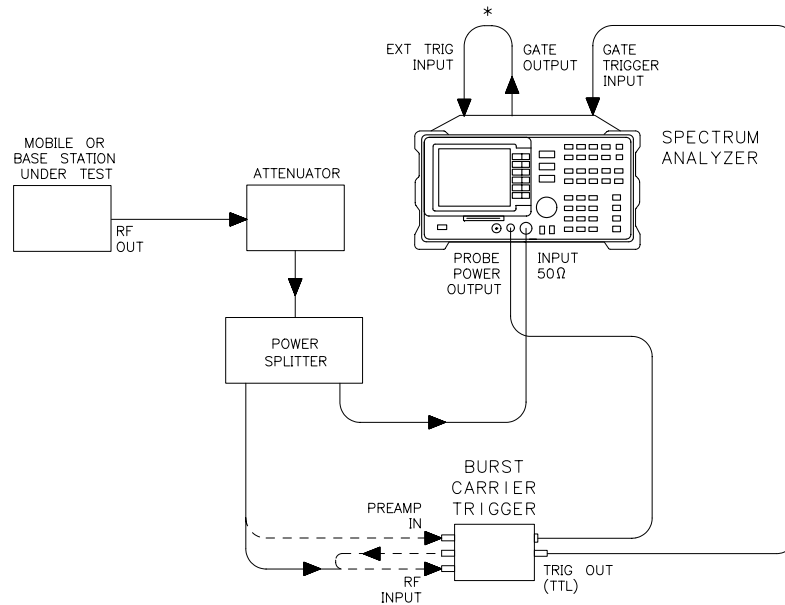 *
EXT TRIG
INPUT
GATE
OUTPUT
GATE
TRIGGER
INPUT
SPECTRUM
ANALYZER
MOBILE OR
BASE STATION
UNDER TEST
RF
OUT
ATTENUATOR
PROBE
POWER
OUTPUT
INPUT
50Ω
POWER
SPLITTER
BURST
CARRIER
TRIGGER
PREAMP
IN
RF
INPUT
TRIG OUT
(TTL)